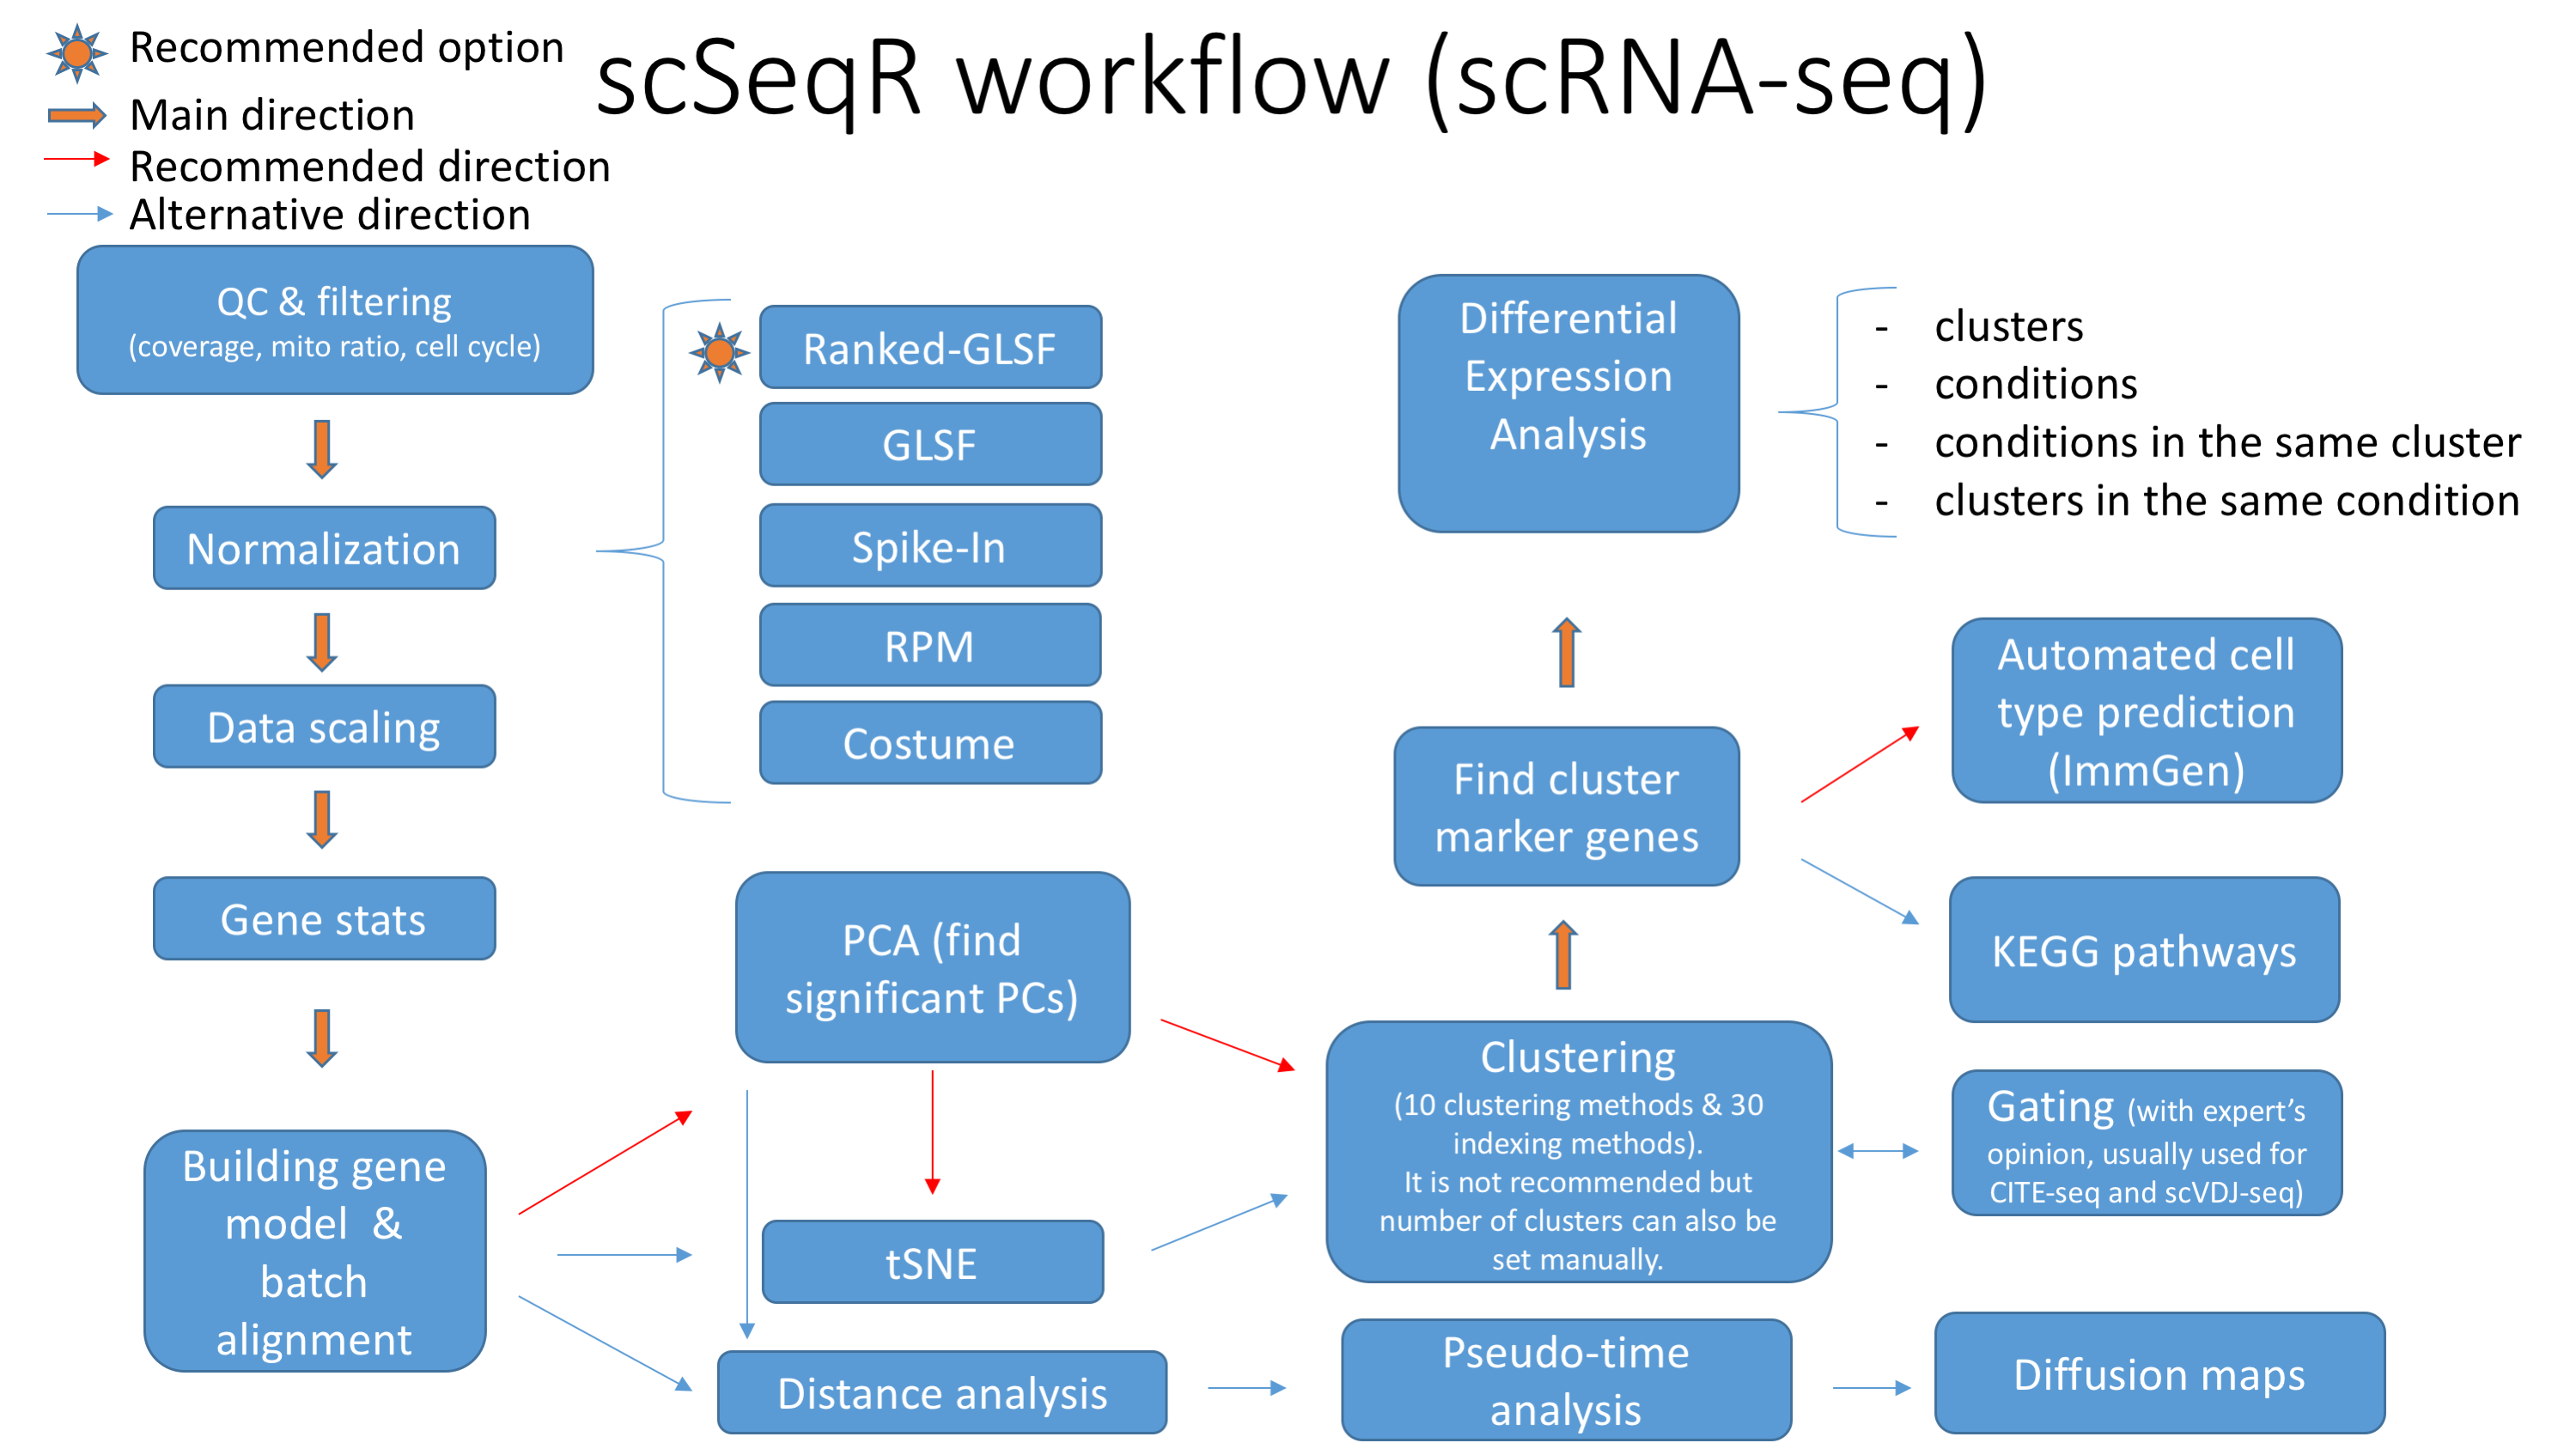 Recommended option
scSeqR workflow (scRNA-seq)
Main direction
Recommended direction
Alternative direction
QC & filtering
(coverage, mito ratio, cell cycle)
Normalization
Data scaling
Gene stats
Building gene
model &
batch
alignment
Ranked-GLSF
GLSF
Spike-In
RPM
Costume
PCA (find
significant PCs)
tSNE
Distance analysis
Differential
Expression
Analysis
- clusters
- conditions
- conditions in the same cluster
- clusters in the same condition
Find cluster
marker genes
Automated cell
type prediction
(ImmGen)
KEGG pathways
Clustering
(10 clustering methods & 30
indexing methods).
It is not recommended but
number of clusters can also be
set manually.
Gating (with expert’s
opinion, usually used for
CITE-seq and scVDJ-seq)
Pseudo-time
analysis
Diffusion maps